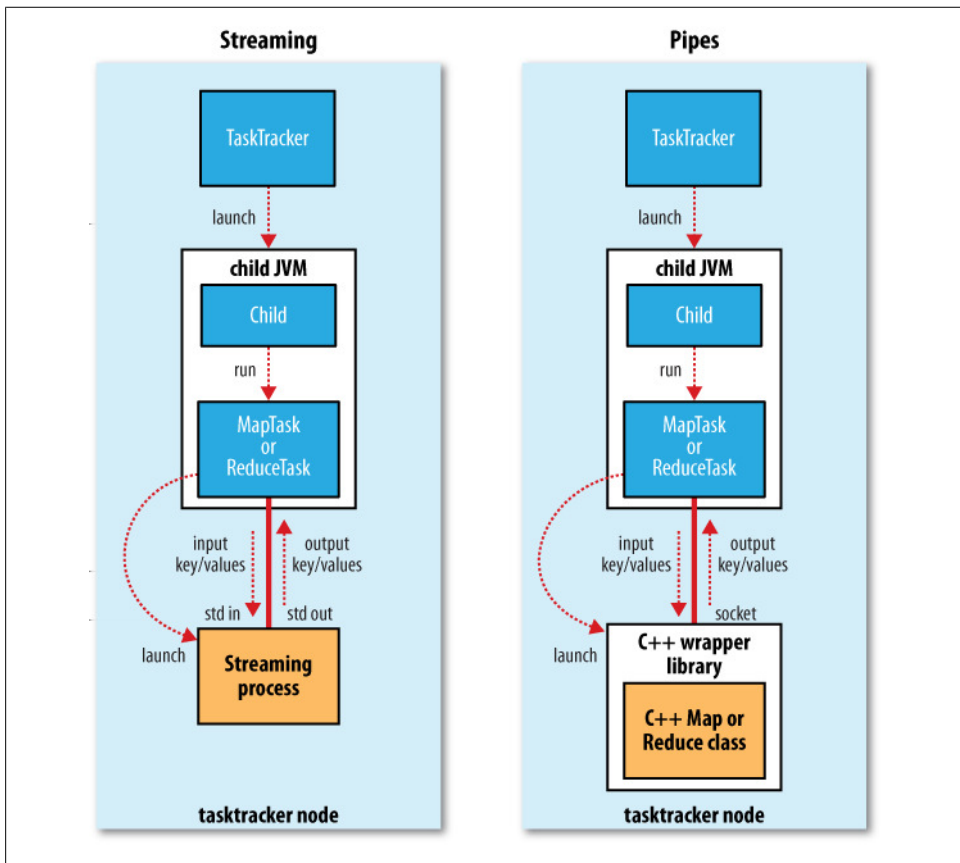 Streaming
TaskTracker
launch
child JVM
Child
run
MapTask
or
ReduceTask
input
key/values
output
key/values
std in
std out
launch
Streaming
process
tasktracker node
Pipes
TaskTracker
launch
child JVM
Child
run
MapTask
or
ReduceTask
input
key/values
output
key/values
socket
launch
C++ wrapper
library
C++ Map or
Reduce class
tasktracker node